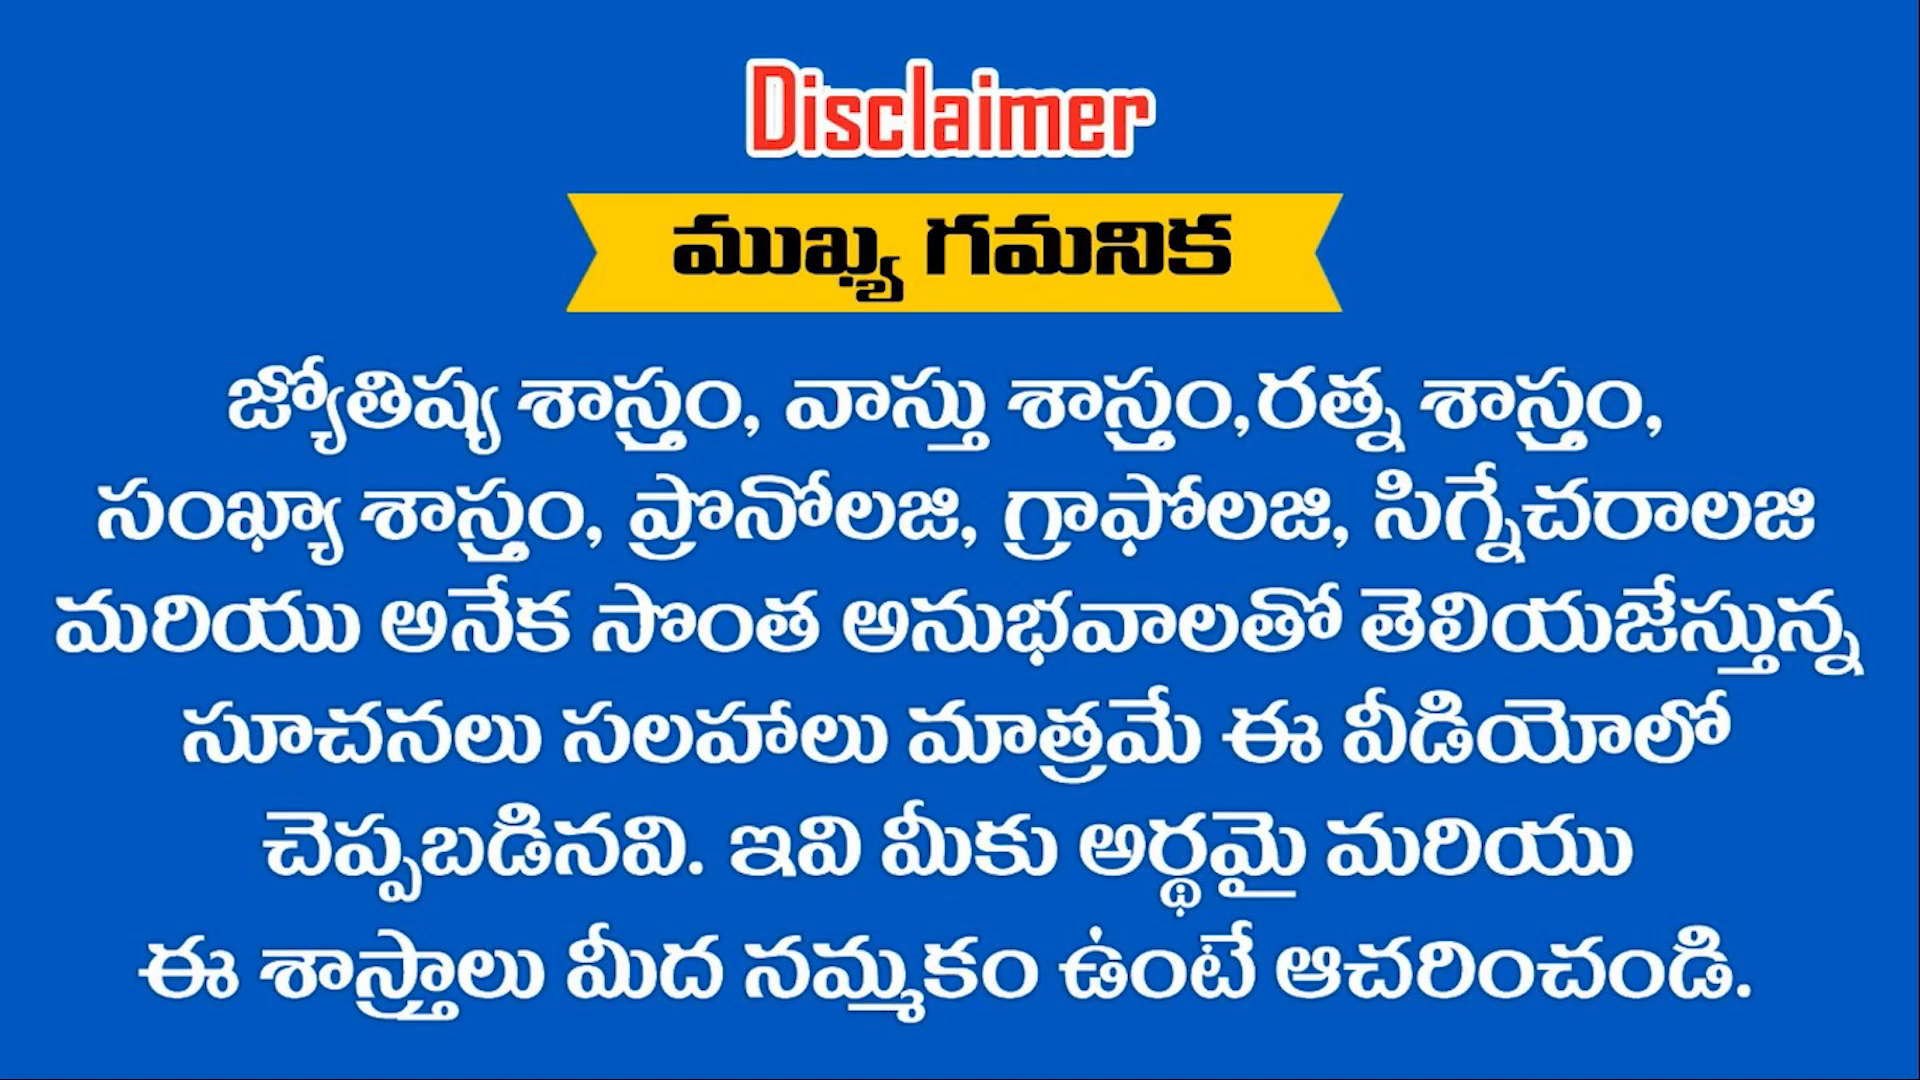 Disclaimer
ముఖ్య గమనిక
జ్యోతిష్య శాస్త్రం, వాస్తు శాస్త్రం,రత్న శాస్త్రం,
సంఖ్యా శాస్త్రం, ప్రొనోలజి, గ్రాఫోలజి, సిగ్నేచరాలజి
మరియు అనేక సొంత అనుభవాలతో తెలియజేస్తున్న
సూచనలు సలహాలు మాత్రమే ఈ వీడియోలో
చెప్పబడినవి. ఇవి మీకు అర్థమై మరియు
ఈ శాస్త్రాలు మీద నమ్మకం ఉంటే ఆచరించండి.